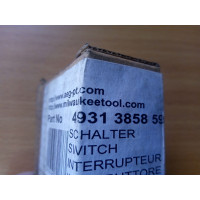 http://www.aeg-pt.com
http://www.milwaukeetool.com
Part No 4931 3858 59
SCHALTER
SWITCH
INTERRUPTEUR